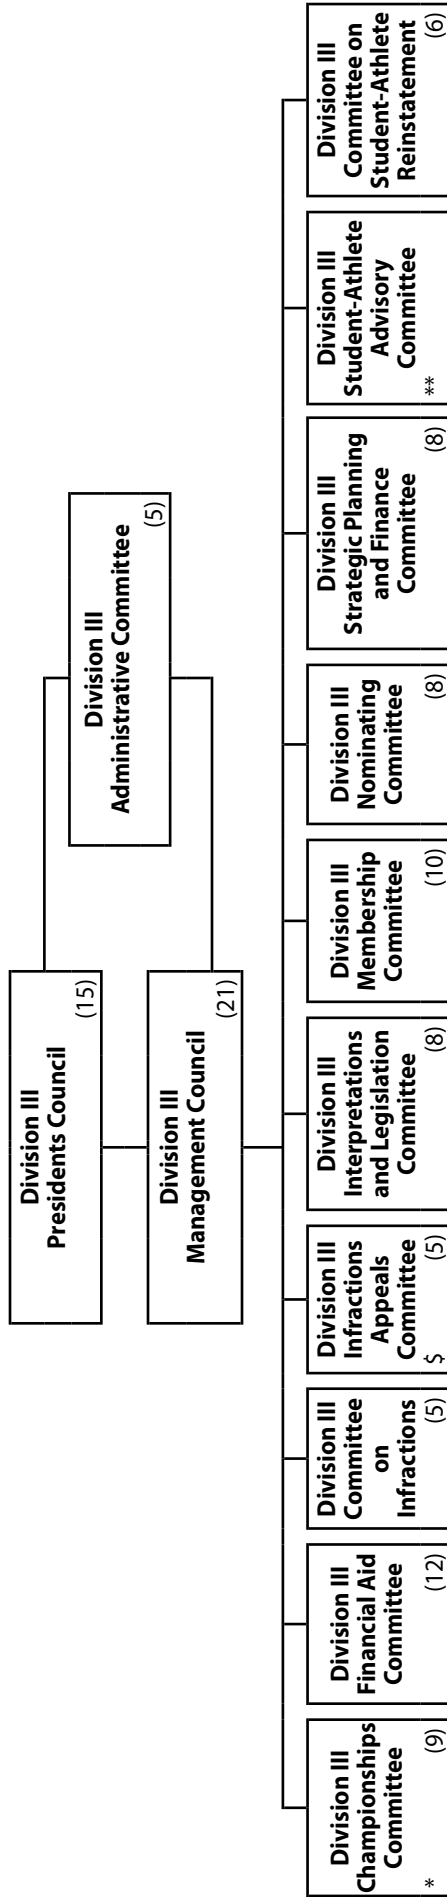 Division III
Presidents Council
(15)
Division III
Administrative Committee
(5)
Division III
Management Council
(21)
Division III
Championships
Committee
*
(9)
Division III
Financial Aid
Committee
(12)
Division III
Committee
on
Infractions
(5)
Division III
Infractions
Appeals
Committee
$
(5)
Division III
Interpretations
and Legislation
Committee
(8)
Division III
Membership
Committee
(10)
Division III
Nominating
Committee
(8)
Division III
Strategic Planning
and Finance
Committee
(8)
Division III
Student-Athlete
Advisory
Committee
**
Division III
Committee on
Student-Athlete
Reinstatement
(6)